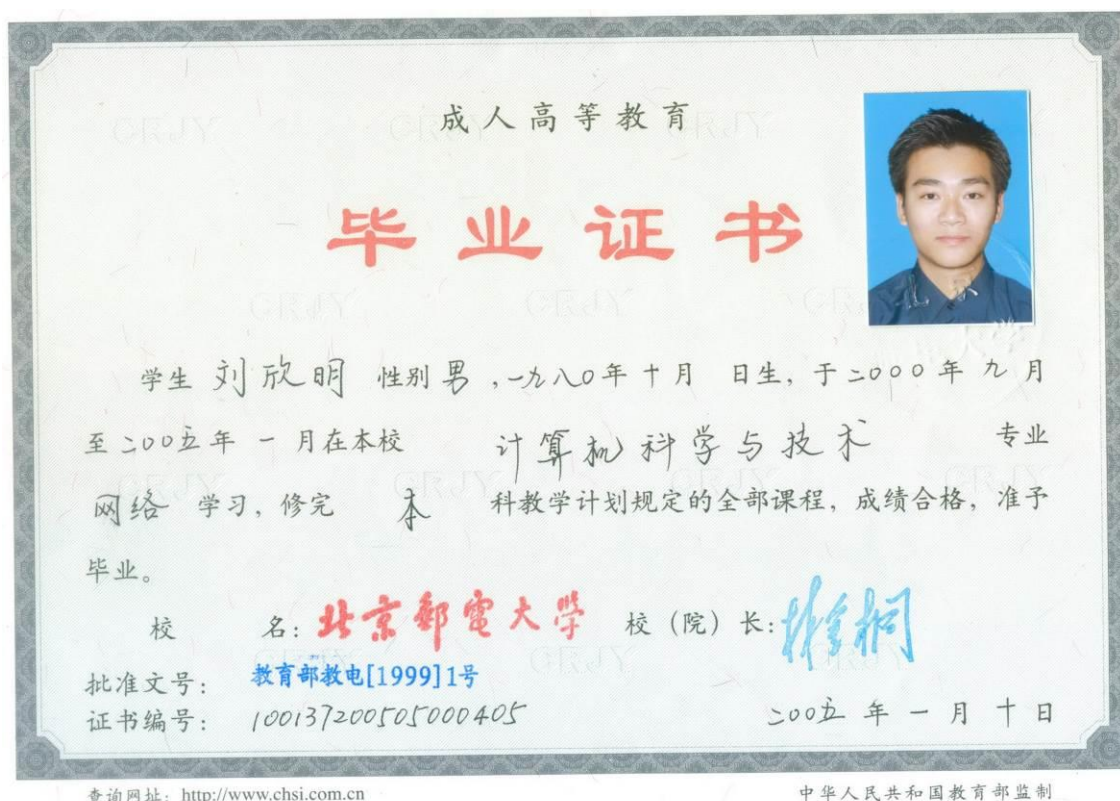 成人高等教育
毕业证书
学生 刘欣明 性别 男 ,一九八0年十月 日生, 于二000年九月
至二00五年 一 月在本校 计算机科学与技术 专业
网络 学习, 修完 本 科教学计划规定的全部课程, 成绩合格, 准予
毕业。
校 名: 北京郵電大學 校 (院) 长:
批准文号: 教育部教电[1999]1号
证书编号: 100137200505000405 二00五 年 一 月 十 日
查询网址: http://www.chsi.com.cn 中华人民共和国教育部监制